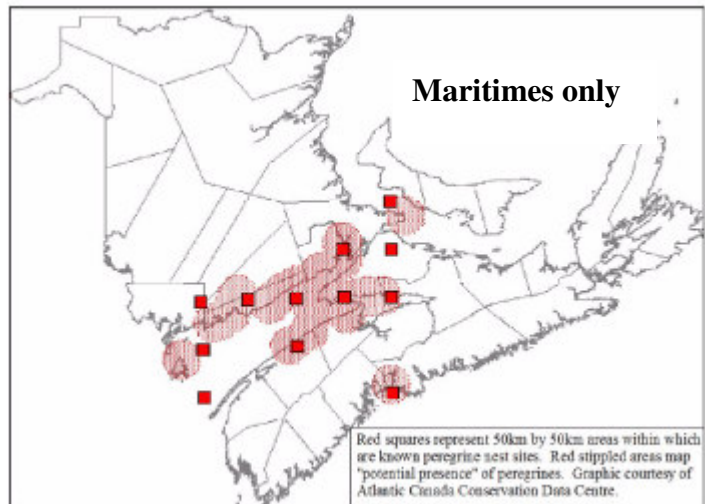 Maritimes only
Red squares represent 50km by 50km areas within which
are known peregrine nest sites. Red stippled areas map
"potential presence" of peregrines. Graphic courtesy of
Atlantic Canada Conservation Data Centre.